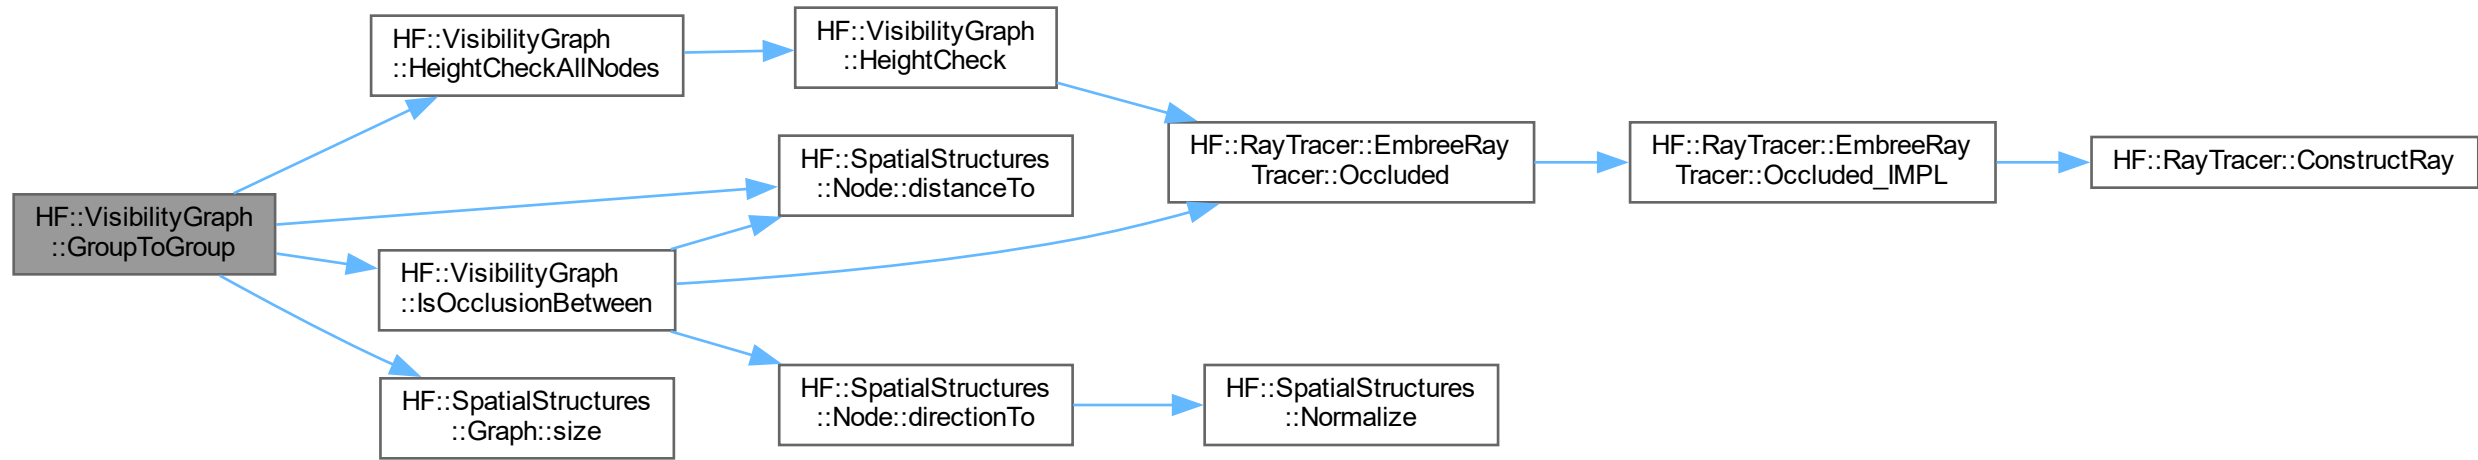 HF::VisibilityGraph
::GroupToGroup
HF::VisibilityGraph
::HeightCheckAllNodes
HF::VisibilityGraph
::HeightCheck
HF::SpatialStructures
::Node::distanceTo
HF::VisibilityGraph
::IsOcclusionBetween
HF::SpatialStructures
::Graph::size
HF::SpatialStructures
::Node::directionTo
HF::RayTracer::EmbreeRay
Tracer::Occluded
HF::RayTracer::EmbreeRay
Tracer::Occluded_IMPL
HF::RayTracer::ConstructRay
HF::SpatialStructures
::Normalize